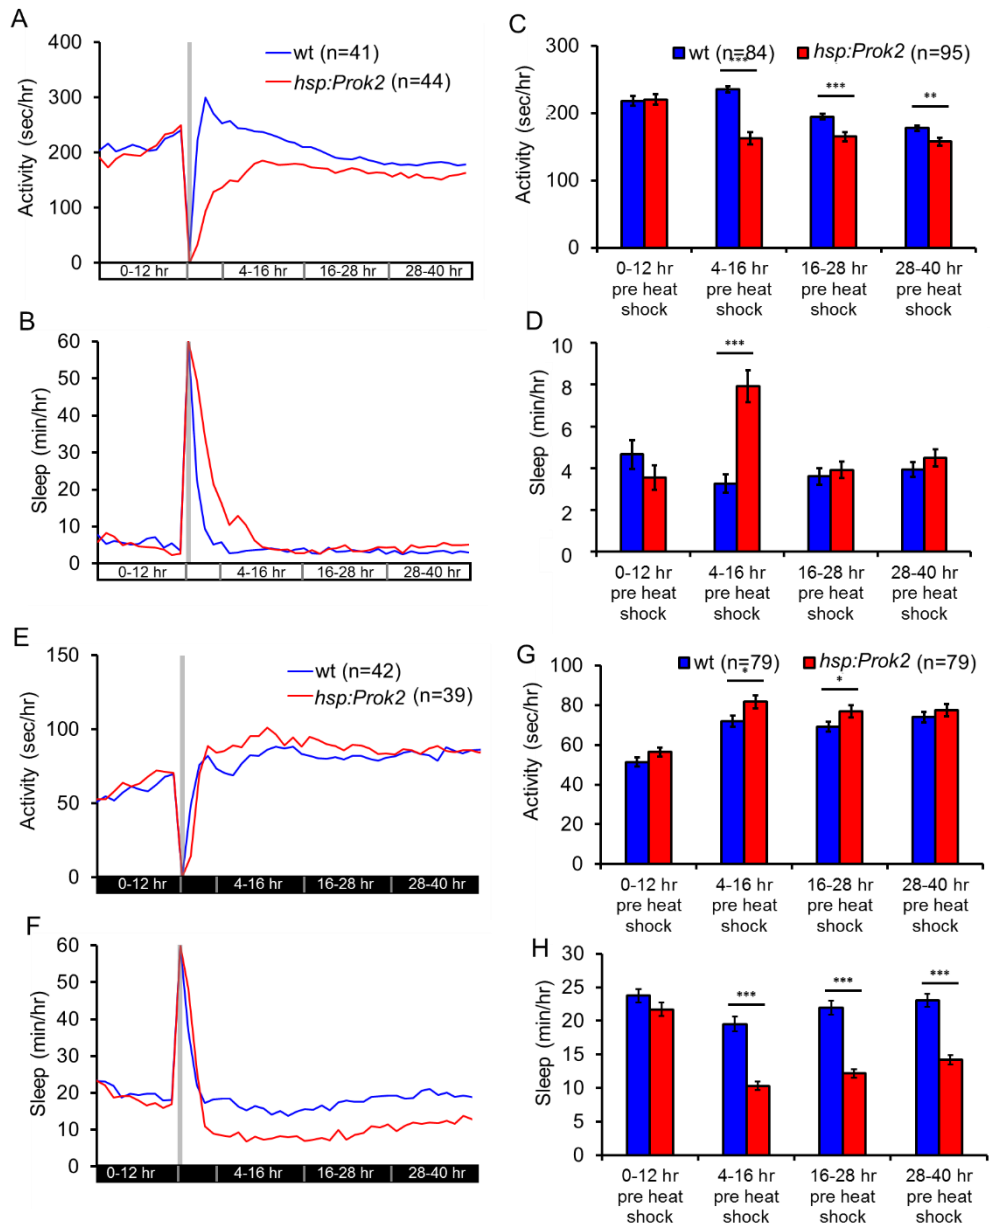 A
400
300
200
100
0
Activity (sec/hr)
wt (n=41)
hsp:Prok2 (n=44)
0-12 hr 4-16 hr 16-28 hr 28-40 hr
C
300
200
100
0
Activity (sec/hr)
wt (n=84) hsp:Prok2 (n=95)
*** *** **
0-12 hr 4-16 hr 16-28 hr 28-40 hr
pre heat pre heat pre heat pre heat
shock shock shock shock
B
60
50
40
30
20
10
0
Sleep (min/hr)
0-12 hr 4-16 hr 16-28 hr 28-40 hr
D
10
8
6
4
2
0
Sleep (min/hr)
***
0-12 hr 4-16 hr 16-28 hr 28-40 hr
pre heat pre heat pre heat pre heat
shock shock shock shock
E
150
100
50
0
Activity (sec/hr)
wt (n=42)
hsp:Prok2 (n=39)
0-12 hr 4-16 hr 16-28 hr 28-40 hr
G
100
80
60
40
20
0
Activity (sec/hr)
wt (n=79) hsp:Prok2 (n=79)
* *
0-12 hr 4-16 hr 16-28 hr 28-40 hr
pre heat pre heat pre heat pre heat
shock shock shock shock
F
60
50
40
30
20
10
0
Sleep (min/hr)
0-12 hr 4-16 hr 16-28 hr 28-40 hr
H
30
25
20
15
10
5
0
Sleep (min/hr)
*** *** ***
0-12 hr 4-16 hr 16-28 hr 28-40 hr
pre heat pre heat pre heat pre heat
shock shock shock shock